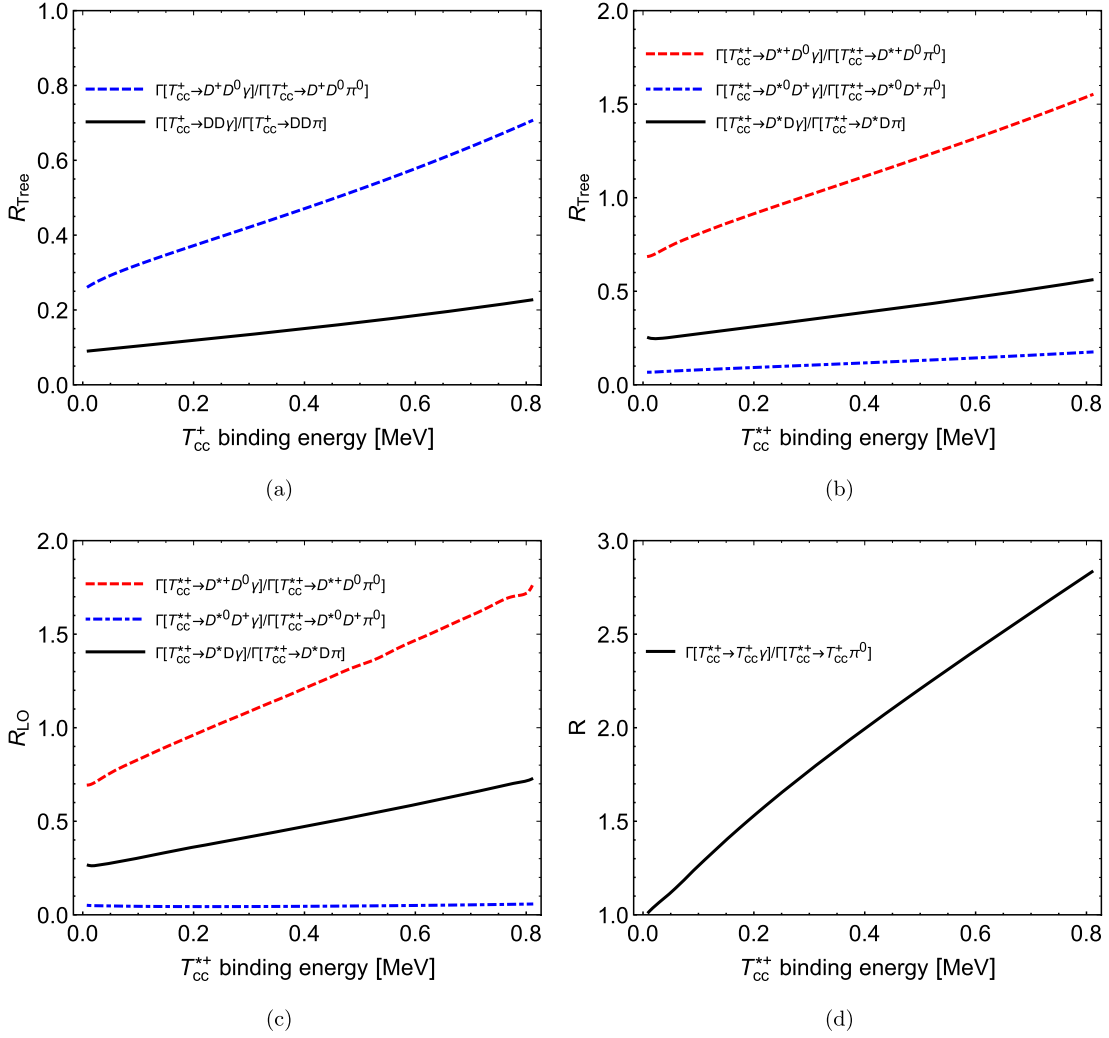 1.0
0.8
0.6
0.4
0.2
0.0
R_Tree
Γ[T_cc^+→D^+D^0γ]/Γ[T_cc^+→D^+D^0π^0]
Γ[T_cc^+→DDγ]/Γ[T_cc^+→DDπ]
0.0 0.2 0.4 0.6 0.8
T_cc^+ binding energy [MeV]
(a)
2.0
1.5
1.0
0.5
0.0
R_Tree
Γ[T_cc^*+→D^*+D^0γ]/Γ[T_cc^*+→D^*+D^0π^0]
Γ[T_cc^*+→D^*0D^+γ]/Γ[T_cc^*+→D^*0D^+π^0]
Γ[T_cc^*+→D^*Dγ]/Γ[T_cc^*+→D^*Dπ]
0.0 0.2 0.4 0.6 0.8
T_cc^*+ binding energy [MeV]
(b)
2.0
1.5
1.0
0.5
0.0
R_LO
Γ[T_cc^*+→D^*+D^0γ]/Γ[T_cc^*+→D^*+D^0π^0]
Γ[T_cc^*+→D^*0D^+γ]/Γ[T_cc^*+→D^*0D^+π^0]
Γ[T_cc^*+→D^*Dγ]/Γ[T_cc^*+→D^*Dπ]
0.0 0.2 0.4 0.6 0.8
T_cc^*+ binding energy [MeV]
(c)
3.0
2.5
2.0
1.5
1.0
R
Γ[T_cc^*+→T_cc^+γ]/Γ[T_cc^*+→T_cc^+π^0]
0.0 0.2 0.4 0.6 0.8
T_cc^*+ binding energy [MeV]
(d)